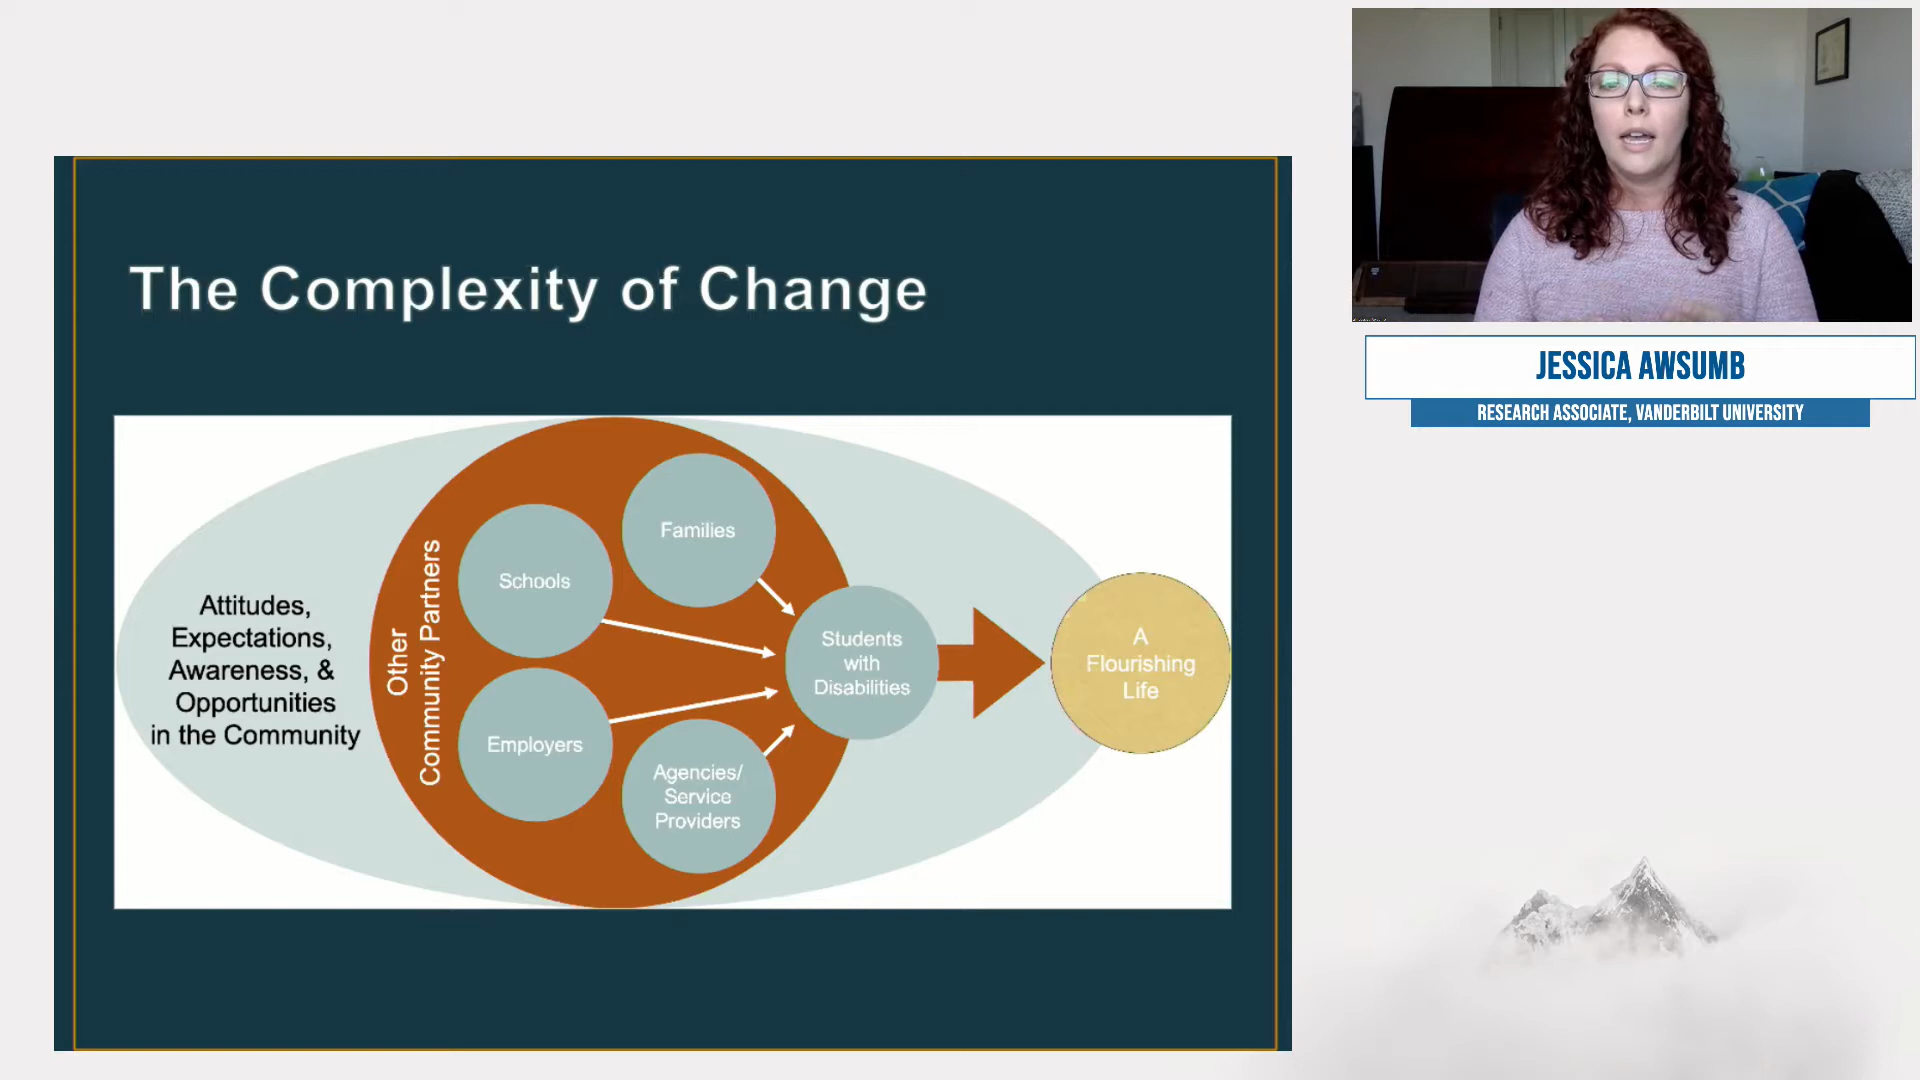 The Complexity of Change
Attitudes,
Expectations,
Awareness, &
Opportunities
in the Community
Other
Community Partners
Schools
Families
Employers
Agencies/
Service
Providers
Students
with
Disabilities
A
Flourishing
Life
JESSICA AWSUMB
RESEARCH ASSOCIATE, VANDERBILT UNIVERSITY